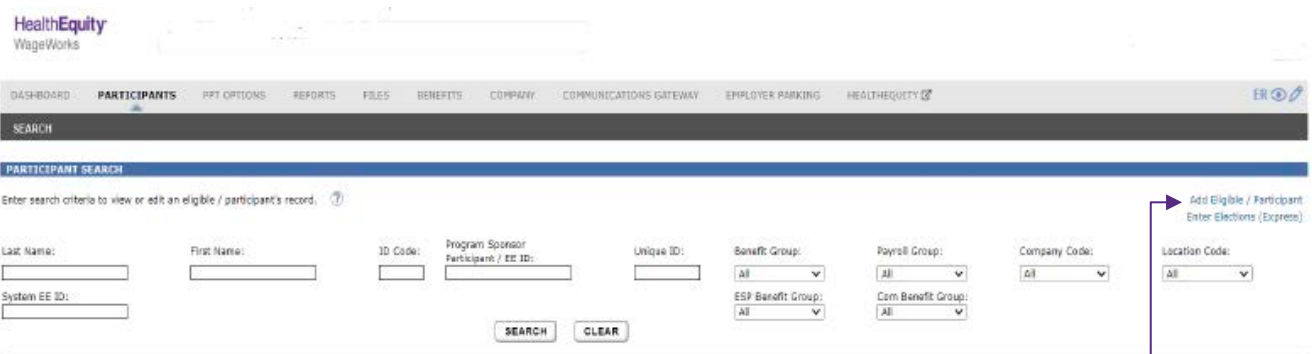 HealthEquity
WageWorks
DASHBOARD PARTICIPANTS PPT OPTIONS REPORTS FILES BENEFITS COMPANY COMMUNICATIONS GATEWAY EMPLOYER PARKING HEALTHEQUITY ER
SEARCH
PARTICIPANT SEARCH
Enter search criteria to view or edit an eligible / participant's record. ?
Add Eligible / Participant
Enter Elections (Express)
Last Name: First Name: ID Code: Program Sponsor Participant / EE ID: Unique ID: Benefit Group: Payroll Group: Company Code: Location Code:
All All All All
System EE ID: ESP Benefit Group: Com Benefit Group:
All All
SEARCH CLEAR